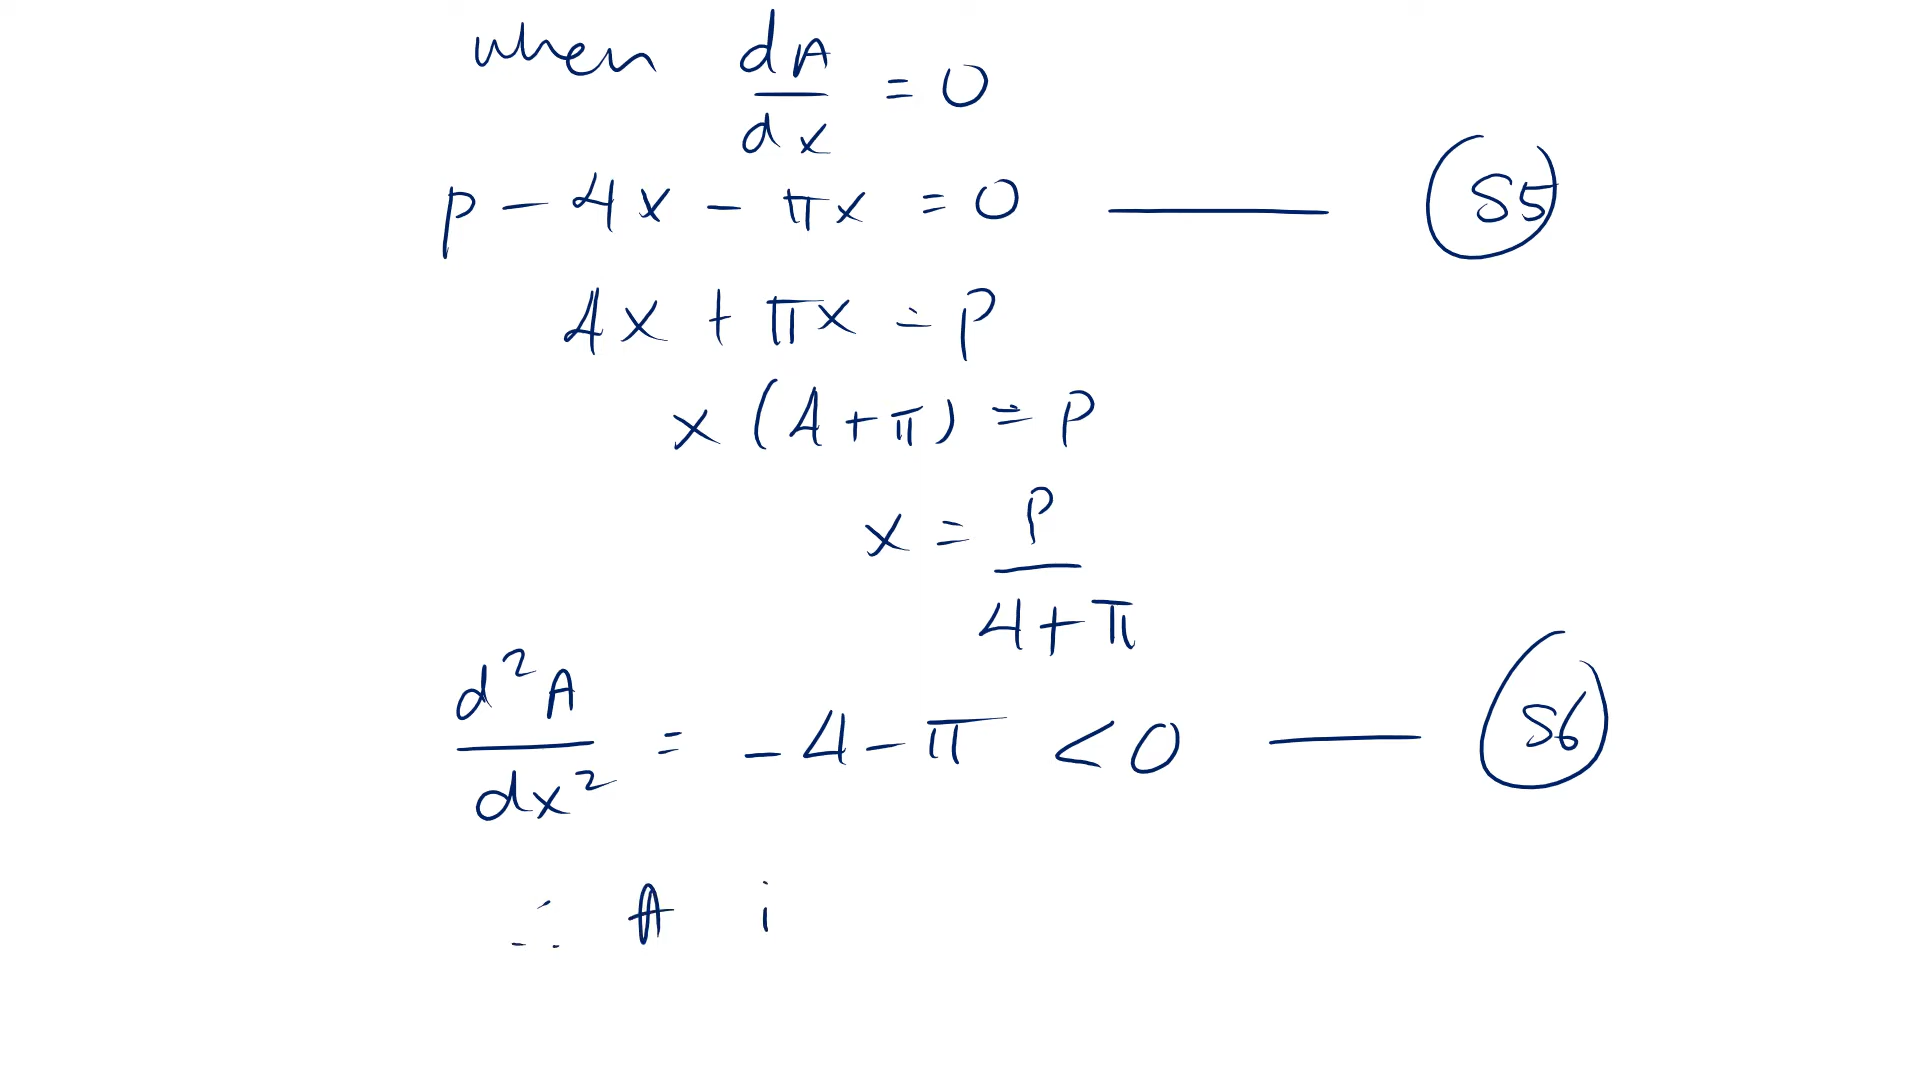 when dA/dx = 0
p - 4x - πx = 0 —— S5
4x + πx = p
x (4+π) = p
x = p/4+π
d²A/dx² = -4-π < 0 —— S6
∴ A i